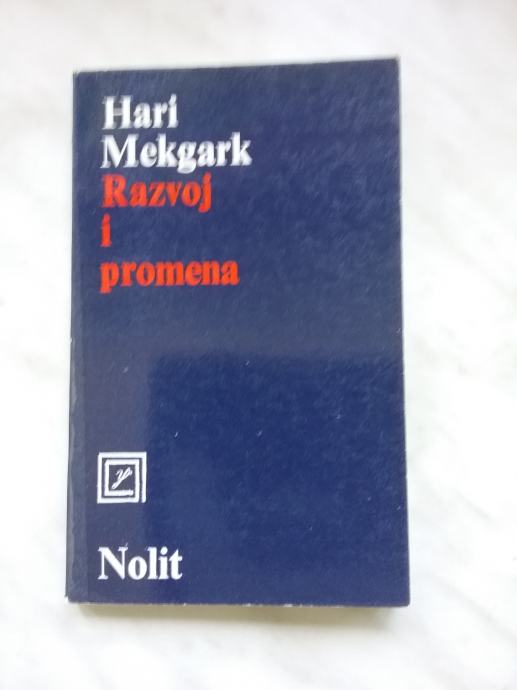 Hari
Mekgark
Razvoj
i
promena
Nolit